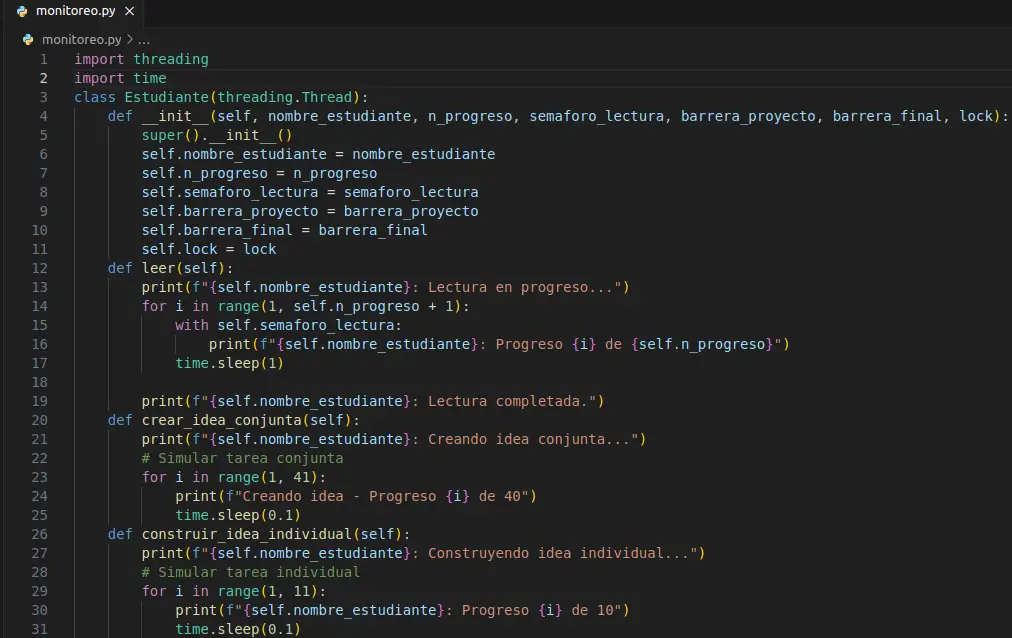 monitoreo.py ×
monitoreo.py > ...
1 import threading
2 import time
3 class Estudiante(threading.Thread):
4     def __init__(self, nombre_estudiante, n_progreso, semaforo_lectura, barrera_proyecto, barrera_final, lock):
5         super().__init__()
6         self.nombre_estudiante = nombre_estudiante
7         self.n_progreso = n_progreso
8         self.semaforo_lectura = semaforo_lectura
9         self.barrera_proyecto = barrera_proyecto
10         self.barrera_final = barrera_final
11         self.lock = lock
12     def leer(self):
13         print(f"{self.nombre_estudiante}: Lectura en progreso...")
14         for i in range(1, self.n_progreso + 1):
15             with self.semaforo_lectura:
16                 print(f"{self.nombre_estudiante}: Progreso {i} de {self.n_progreso}")
17             time.sleep(1)
18
19         print(f"{self.nombre_estudiante}: Lectura completada.")
20     def crear_idea_conjunta(self):
21         print(f"{self.nombre_estudiante}: Creando idea conjunta...")
22         # Simular tarea conjunta
23         for i in range(1, 41):
24             print(f"Creando idea - Progreso {i} de 40")
25             time.sleep(0.1)
26     def construir_idea_individual(self):
27         print(f"{self.nombre_estudiante}: Construyendo idea individual...")
28         # Simular tarea individual
29         for i in range(1, 11):
30             print(f"{self.nombre_estudiante}: Progreso {i} de 10")
31             time.sleep(0.1)